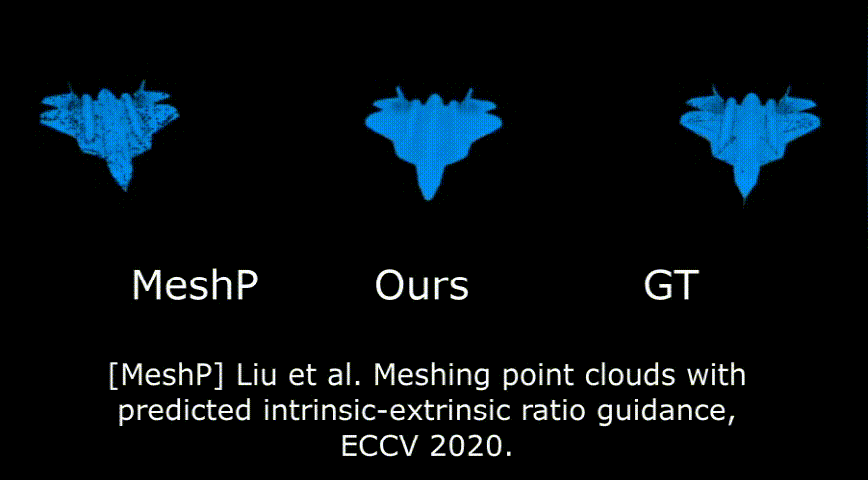 MeshP Ours GT
[MeshP] Liu et al. Meshing point clouds with
predicted intrinsic-extrinsic ratio guidance,
ECCV 2020.